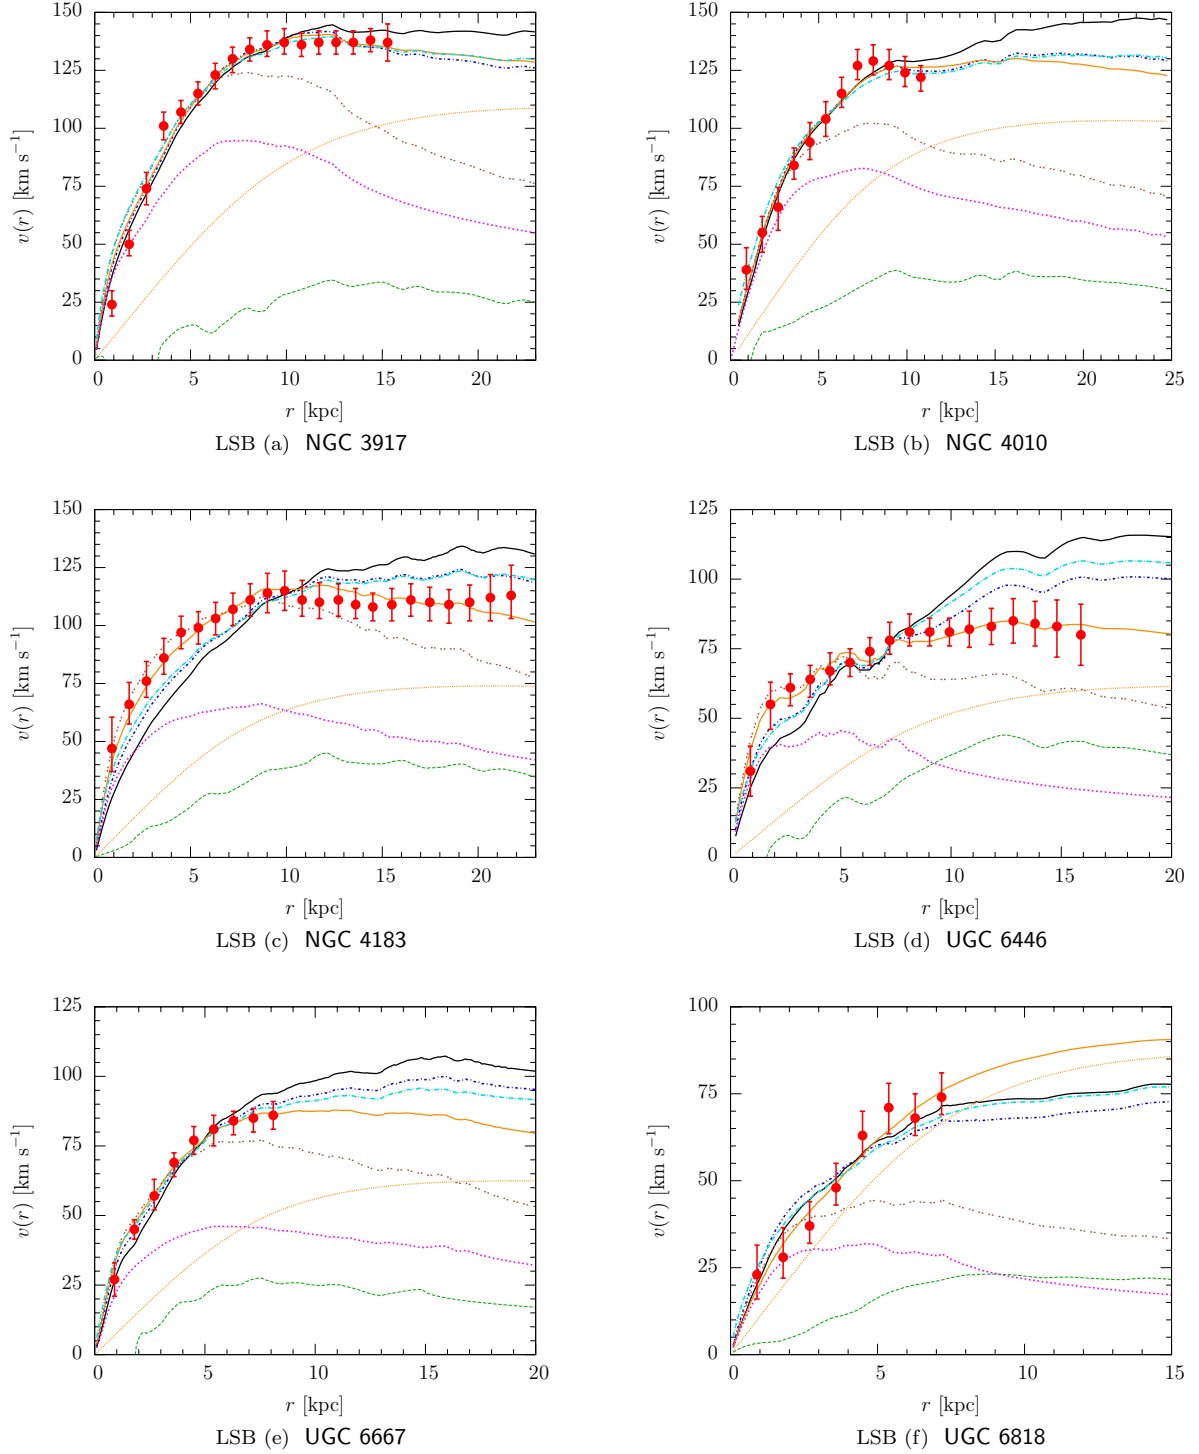 150
125
100
75
50
25
0
v(r) [km s⁻¹]
0 5 10 15 20
r [kpc]
LSB (a) NGC 3917
150
125
100
75
50
25
0
v(r) [km s⁻¹]
0 5 10 15 20 25
r [kpc]
LSB (b) NGC 4010
150
125
100
75
50
25
0
v(r) [km s⁻¹]
0 5 10 15 20
r [kpc]
LSB (c) NGC 4183
125
100
75
50
25
0
v(r) [km s⁻¹]
0 5 10 15 20
r [kpc]
LSB (d) UGC 6446
125
100
75
50
25
0
v(r) [km s⁻¹]
0 5 10 15 20
r [kpc]
LSB (e) UGC 6667
100
75
50
25
0
v(r) [km s⁻¹]
0 5 10 15
r [kpc]
LSB (f) UGC 6818